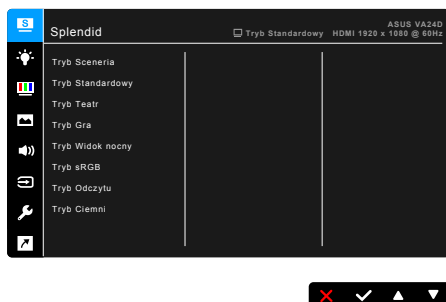 S
Splendid
ASUS VA24D
Tryb Standardowy HDMI 1920 x 1080 @ 60Hz
Tryb Sceneria
Tryb Standardowy
Tryb Teatr
Tryb Gra
Tryb Widok nocny
Tryb sRGB
Tryb Odczytu
Tryb Ciemni